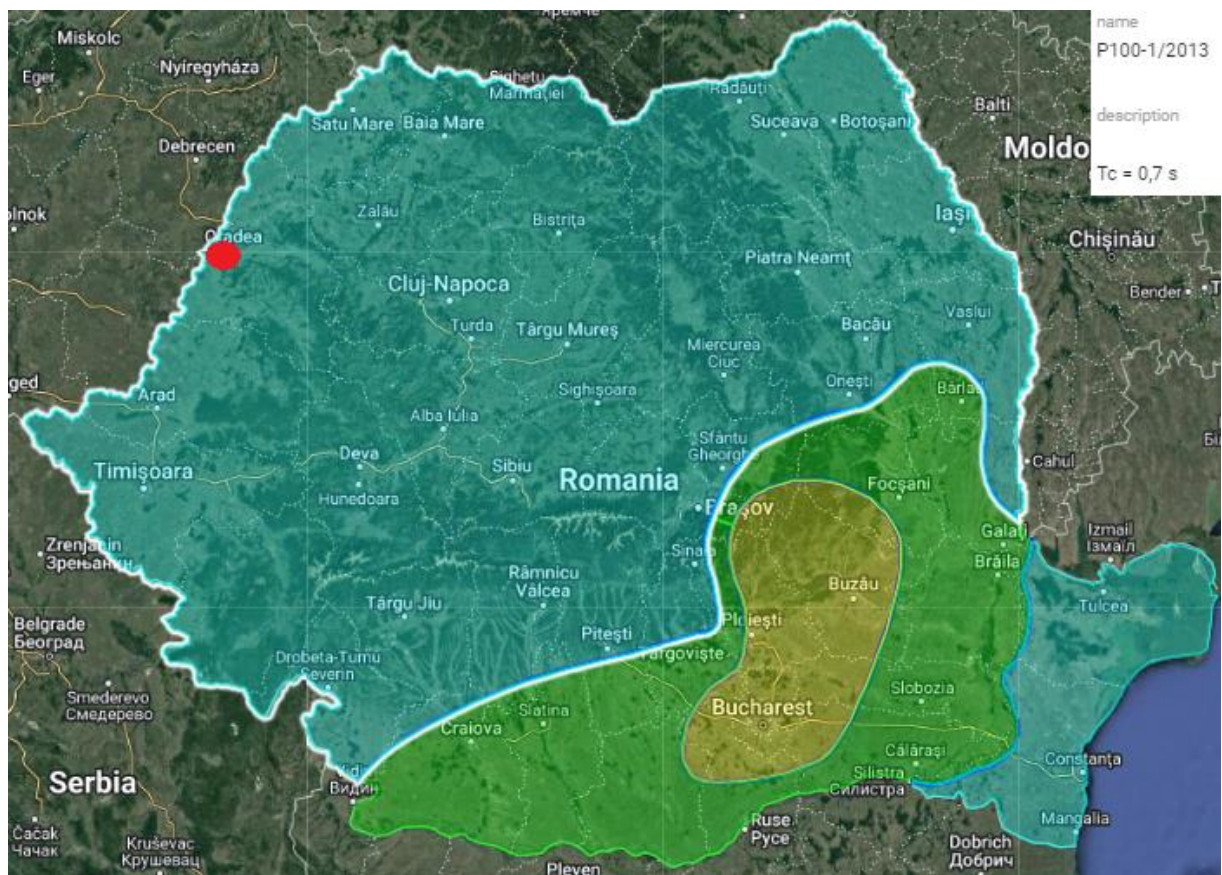 name
P100-1/2013
description
Tc = 0,7 s
Miskolc
Eger
Nyíregyháza
Debrecen
Satu Mare
Baia Mare
Sighetu
Marmației
Rădăuți
Suceava
Botoșani
Balti
Moldo
Iași
Chișinău
Bender
Zalău
Bistrița
Piatra Neamț
Cluj-Napoca
Turda
Târgu Mureș
Bacău
Vaslui
Miercurea
Ciuc
Onești
Bârlad
Arad
Sighișoara
Alba Iulia
Timișoara
Deva
Hunedoara
Sibiu
Sfântu
Gheorghe
Romania
Brașov
Focșani
Cahul
Galați
Izmail
Ізмаїл
Brăila
Zrenjanin
Зрењанин
Sinaia
Râmnicu
Vâlcea
Buzău
Târgu Jiu
Tulcea
Belgrade
Београд
Pitești
Ploiești
Târgoviște
Drobeta-Turnu
Severin
Smederevo
Смедерево
Slobozia
Bucharest
Slatina
Craiova
Călărași
Constanța
Serbia
Видин
Silistra
Силистра
Mangalia
Čačak
Чачак
Kruševac
Крушевац
Ruse
Русе
Dobrich
Добрич
Pleven